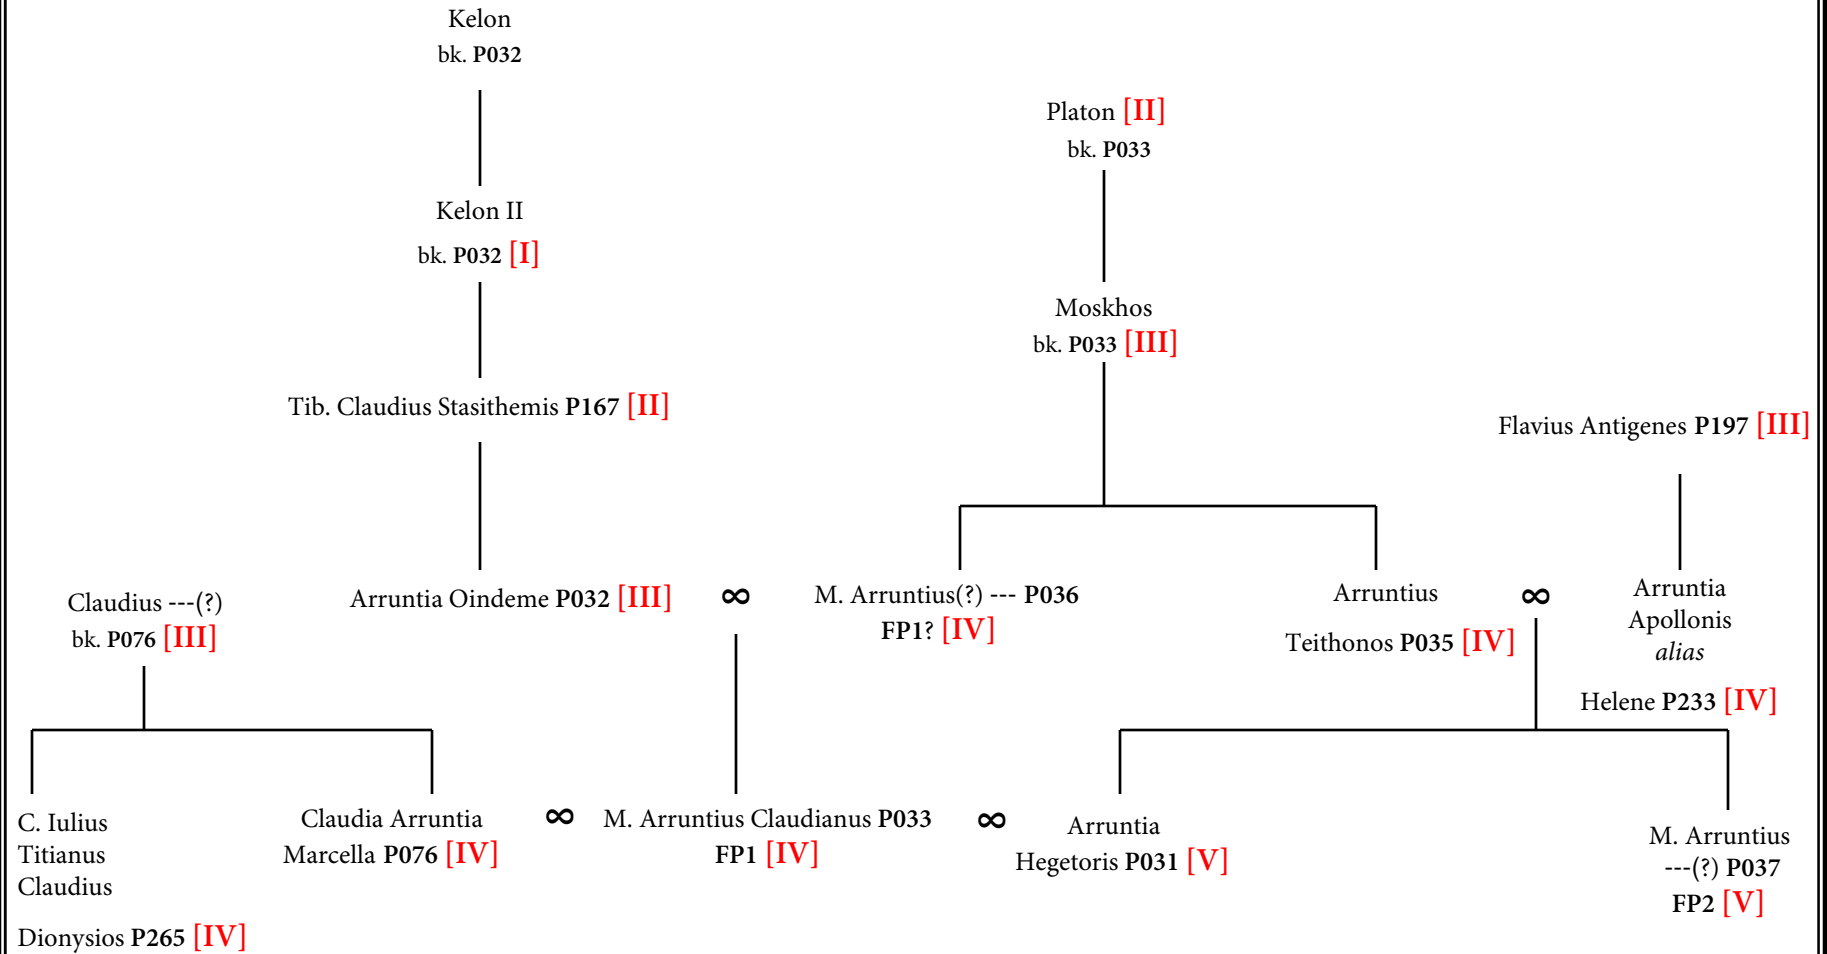 Kelon
bk. P032
Platon [II]
bk. P033
Kelon II
bk. P032 [I]
Moskhos
bk. P033 [III]
Tib. Claudius Stasithemis P167 [II]
Flavius Antigenes P197 [III]
Claudius ---(?)
bk. P076 [III]
Arruntia Oindeme P032 [III]
∞
M. Arruntius(?) --- P036
FP1? [IV]
Arruntius
Teithonos P035 [IV]
∞
Arruntia
Apollonis
alias
Helene P233 [IV]
C. Iulius
Titianus
Claudius
Dionysios P265 [IV]
Claudia Arruntia
Marcella P076 [IV]
∞
M. Arruntius Claudianus P033
FP1 [IV]
∞
Arruntia
Hegetoris P031 [V]
M. Arruntius
---(?) P037
FP2 [V]